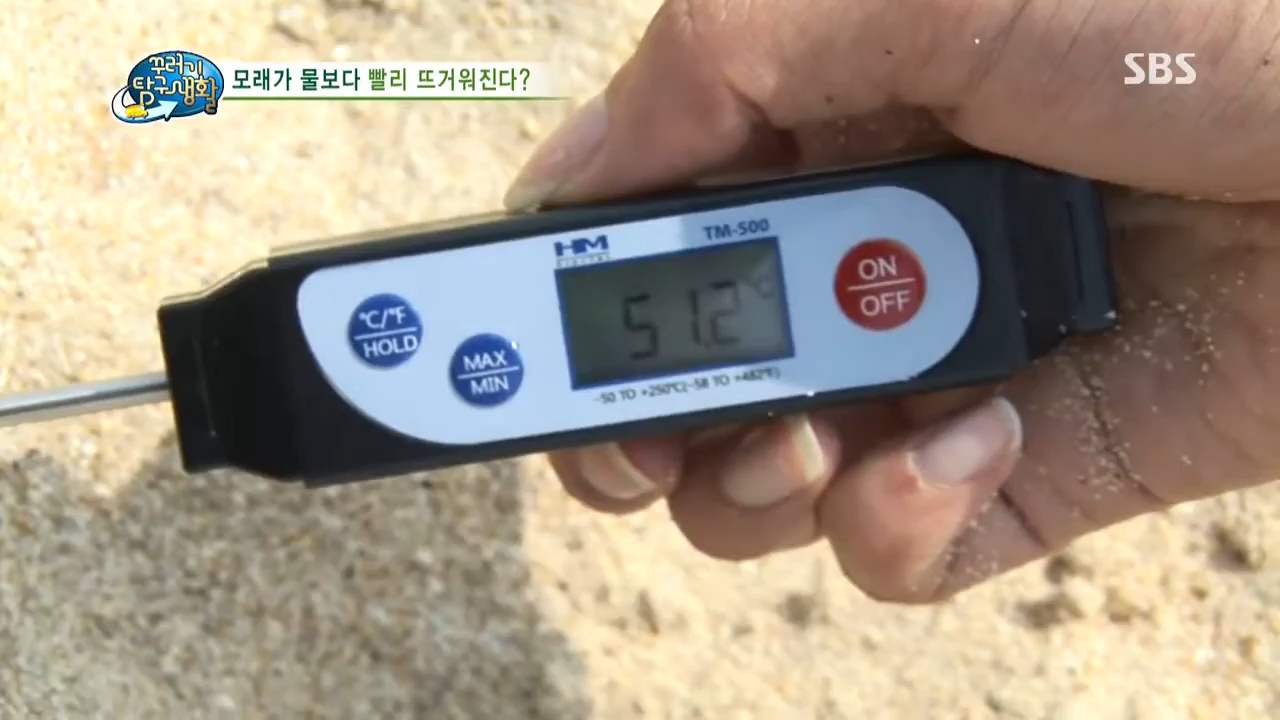 꾸러기
탐구생활
모래가 물보다 빨리 뜨거워진다?
SBS
HM
DIGITAL
TM-500
°C/°F
HOLD
MAX
MIN
51.2 °C
ON
OFF
-50 TO +250°C(-58 TO +482°F)